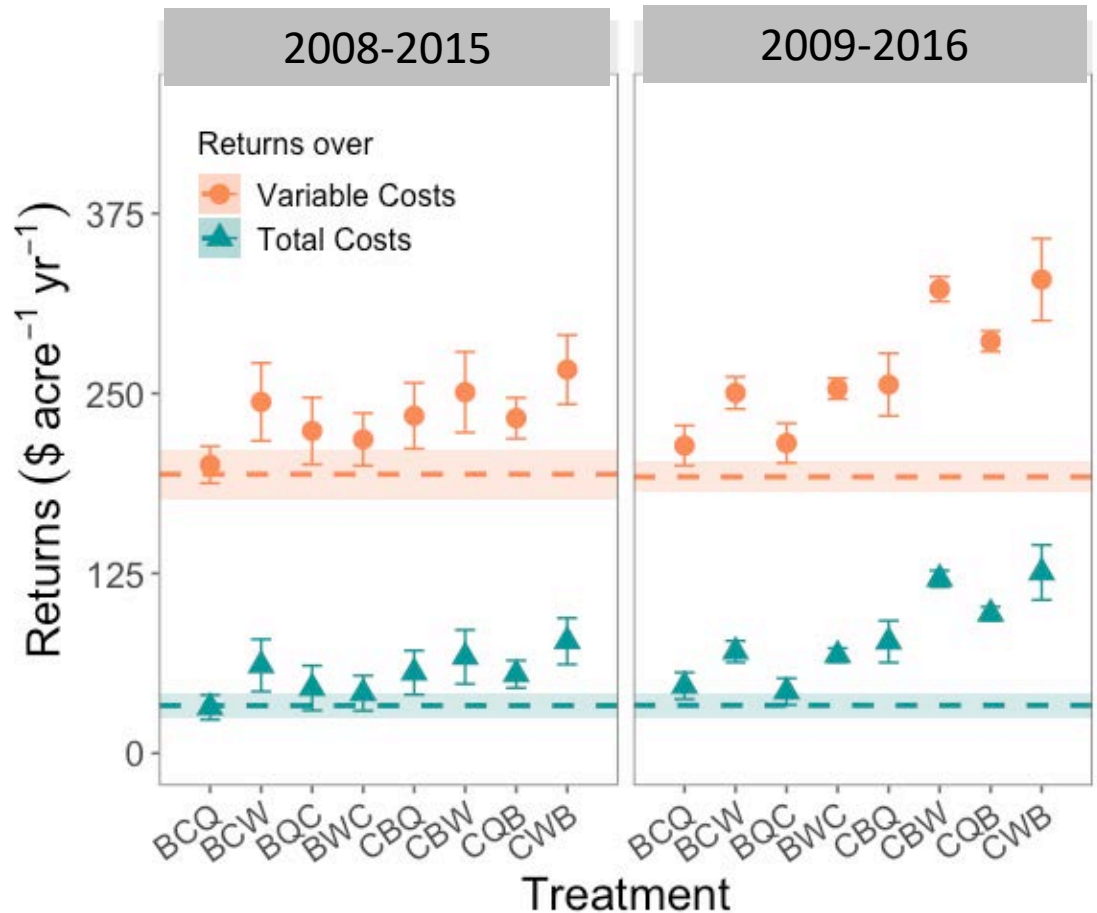 2008-2015
2009-2016
Returns over
Variable Costs
Total Costs
Returns ($ acre⁻¹ yr⁻¹)
375
250
125
0
BCQ BCW BQC BWC CBQ CBW CQB CWB
BCQ BCW BQC BWC CBQ CBW CQB CWB
Treatment